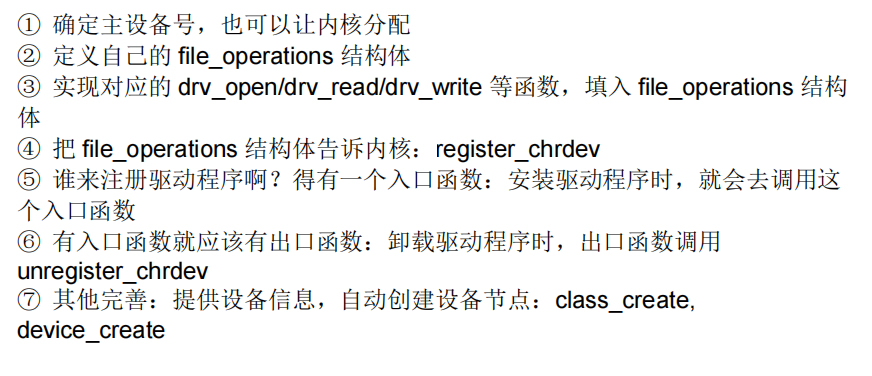 ① 确定主设备号，也可以让内核分配
② 定义自己的 file_operations 结构体
③ 实现对应的 drv_open/drv_read/drv_write 等函数，填入 file_operations 结构
体
④ 把 file_operations 结构体告诉内核：register_chrdev
⑤ 谁来注册驱动程序啊？得有一个入口函数：安装驱动程序时，就会去调用这
个入口函数
⑥ 有入口函数就应该有出口函数：卸载驱动程序时，出口函数调用
unregister_chrdev
⑦ 其他完善：提供设备信息，自动创建设备节点：class_create,
device_create